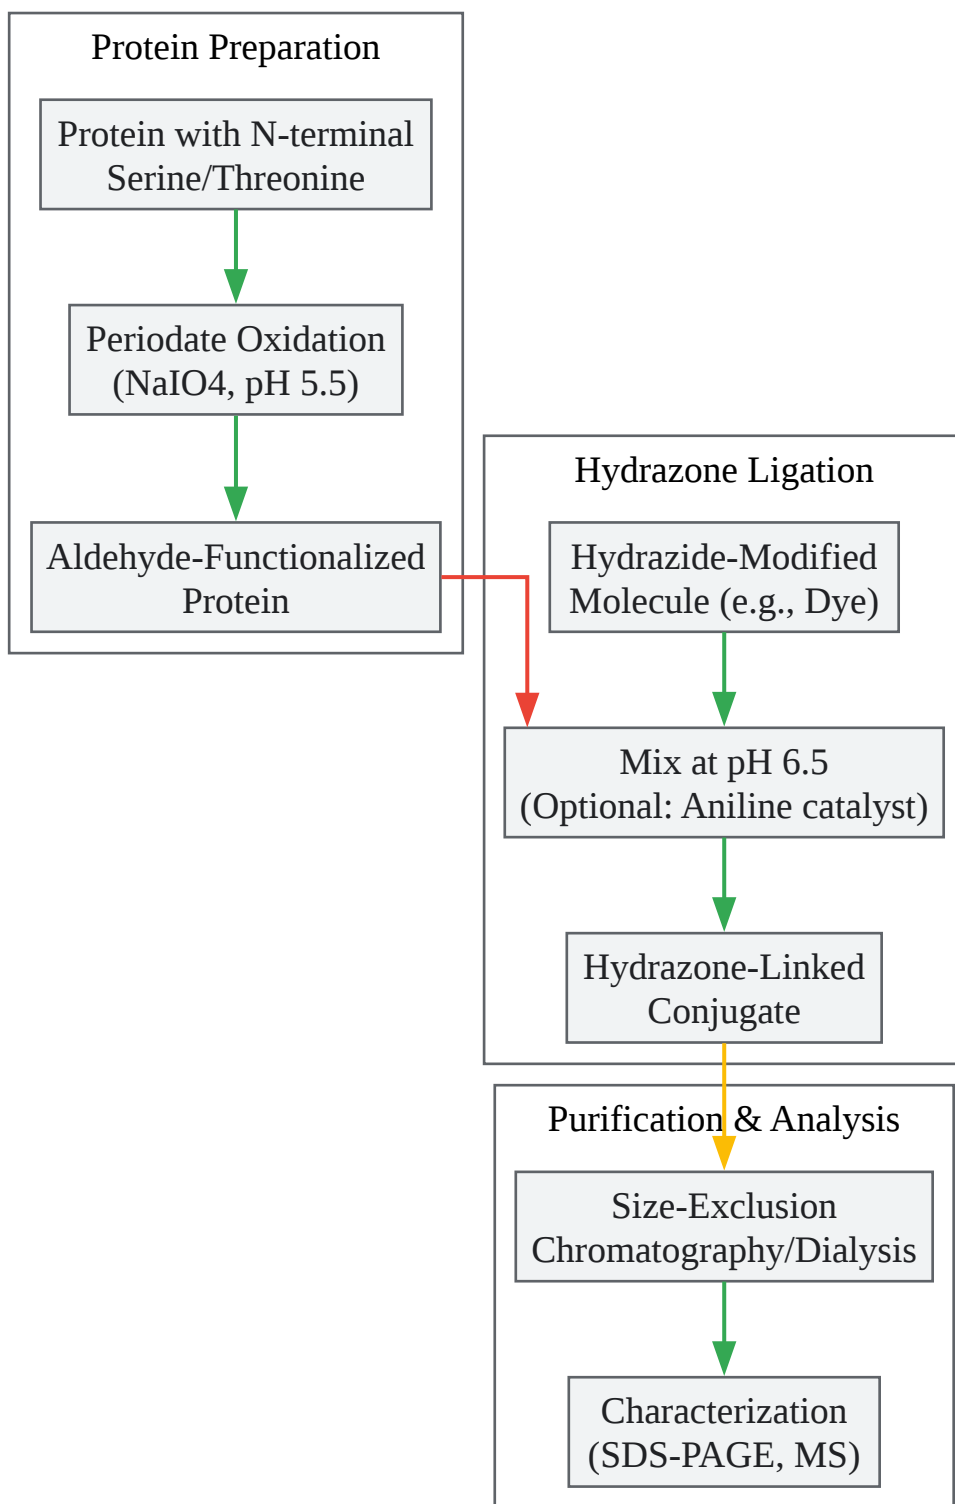 Protein Preparation
Protein with N-terminal
Serine/Threonine
Periodate Oxidation
(NaIO4, pH 5.5)
Aldehyde-Functionalized
Protein
Hydrazone Ligation
Hydrazide-Modified
Molecule (e.g., Dye)
Mix at pH 6.5
(Optional: Aniline catalyst)
Hydrazone-Linked
Conjugate
Purification & Analysis
Size-Exclusion
Chromatography/Dialysis
Characterization
(SDS-PAGE, MS)